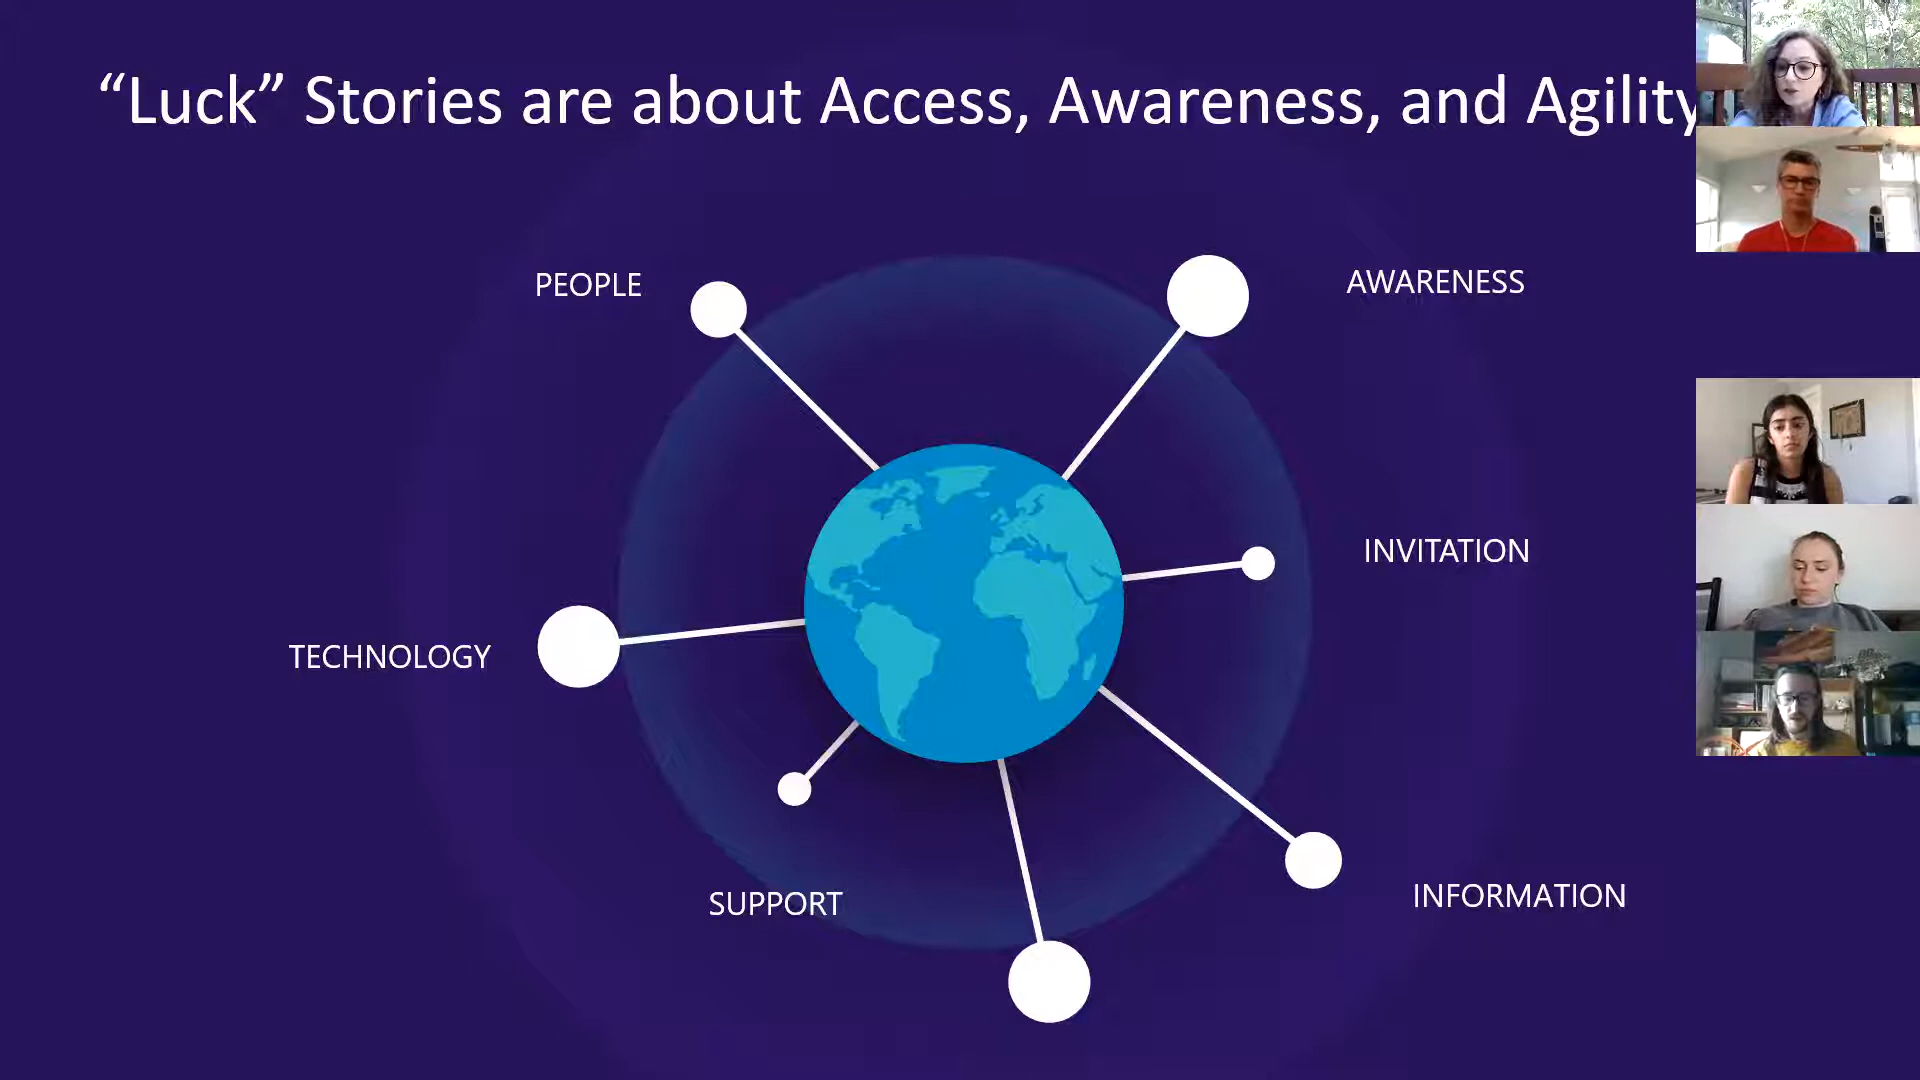 “Luck” Stories are about Access, Awareness, and Agility
PEOPLE
AWARENESS
INVITATION
TECHNOLOGY
INFORMATION
SUPPORT